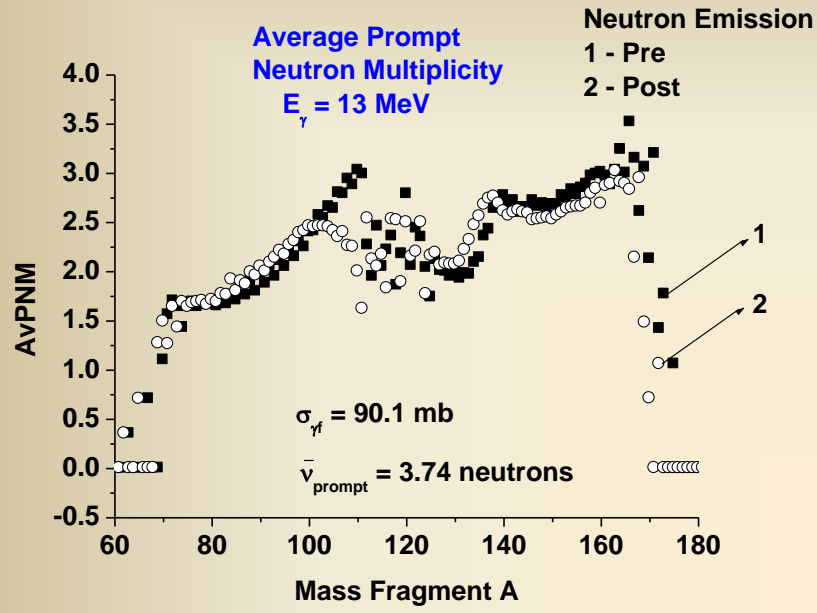 Neutron Emission
1 - Pre
2 - Post
Average Prompt
Neutron Multiplicity
Eγ = 13 MeV
4.0
3.5
3.0
2.5
2.0
1.5
1.0
0.5
0.0
-0.5
AvPNM
1
2
σγf = 90.1 mb
ν̄prompt = 3.74 neutrons
60 80 100 120 140 160 180
Mass Fragment A